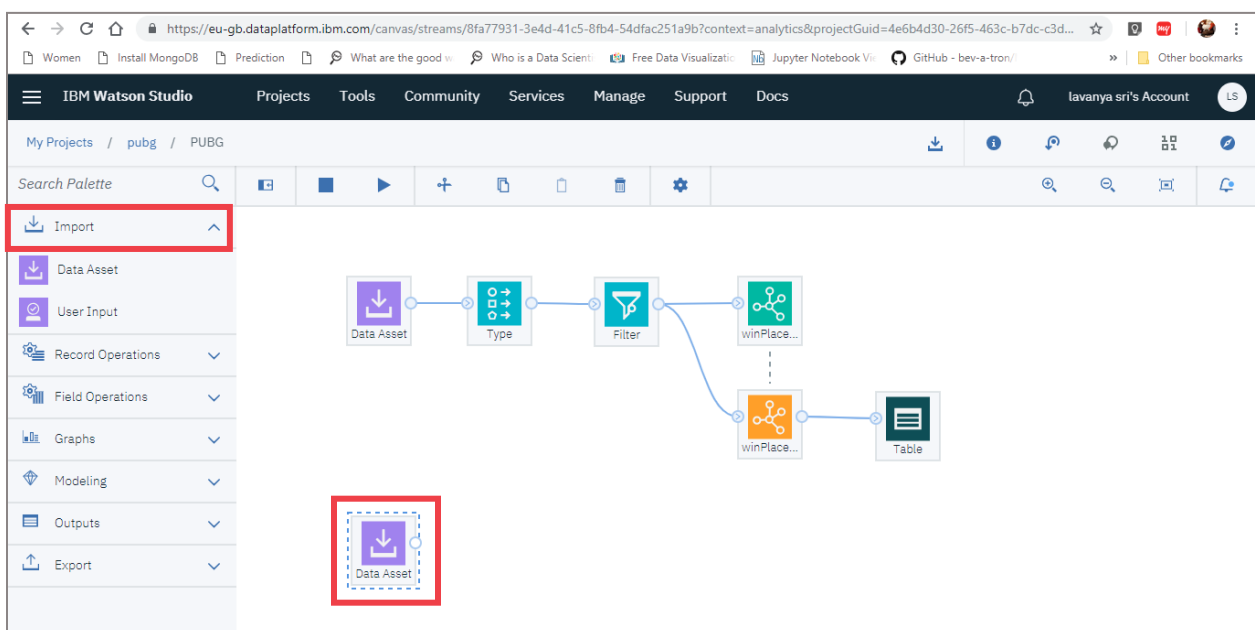 https://eu-gb.dataplatform.ibm.com/canvas/streams/8fa77931-3e4d-41c5-8fb4-54dfac251a9b?context=analytics&projectGuid=4e6b4d30-26f5-463c-b7dc-c3d...
Women Install MongoDB Prediction What are the good w Who is a Data Scienti Free Data Visualizatic Jupyter Notebook Vie GitHub - bev-a-tron/ » Other bookmarks
IBM Watson Studio Projects Tools Community Services Manage Support Docs lavanya sri's Account LS
My Projects / pubg / PUBG
Search Palette
Import
Data Asset
User Input
Record Operations
Field Operations
Graphs
Modeling
Outputs
Export
Data Asset Type Filter winPlace...
winPlace... Table
Data Asset